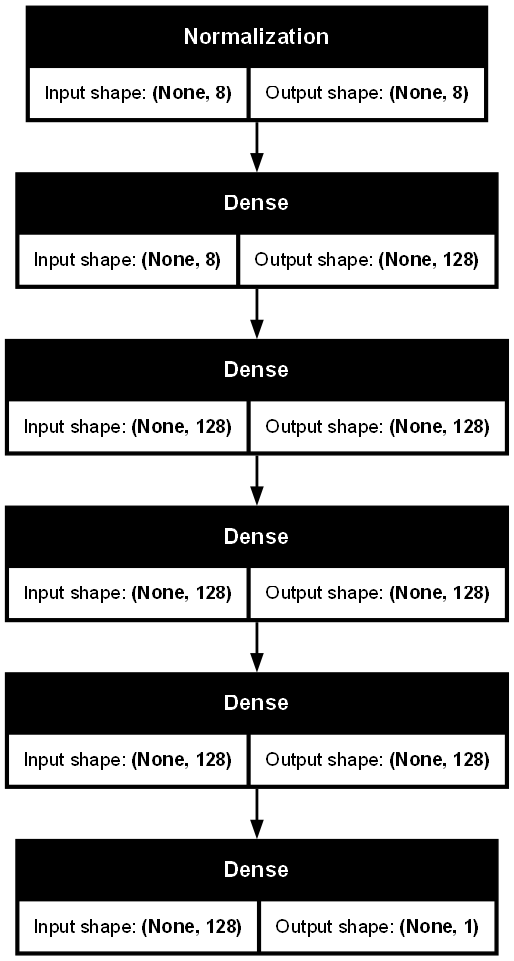 Normalization
Input shape: (None, 8) Output shape: (None, 8)
Dense
Input shape: (None, 8) Output shape: (None, 128)
Dense
Input shape: (None, 128) Output shape: (None, 128)
Dense
Input shape: (None, 128) Output shape: (None, 128)
Dense
Input shape: (None, 128) Output shape: (None, 128)
Dense
Input shape: (None, 128) Output shape: (None, 1)